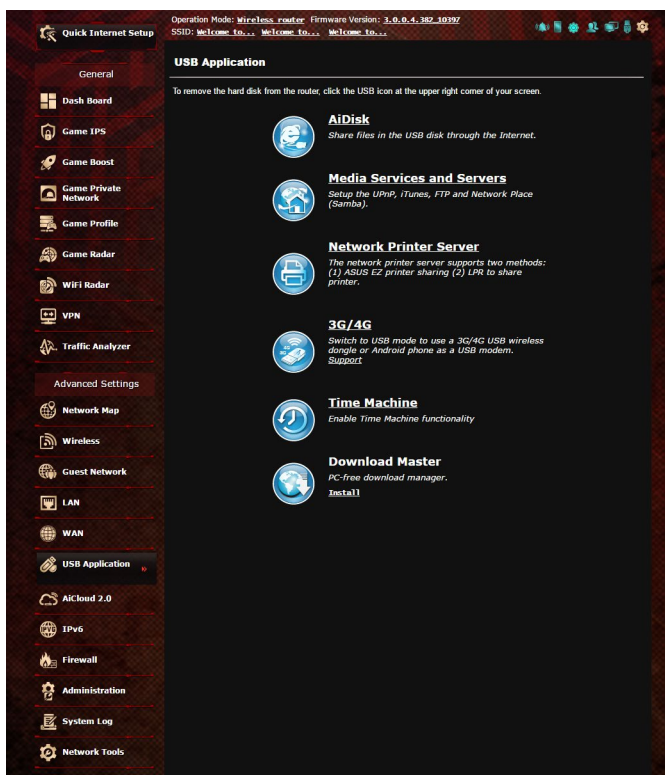 Quick Internet Setup
Operation Mode: Wireless router Firmware Version: 3.0.0.4.382_10397
SSID: Welcome to... Welcome to... Welcome to...
General
Dash Board
Game IPS
Game Boost
Game Private
Network
Game Profile
Game Radar
WiFi Radar
VPN
Traffic Analyzer
Advanced Settings
Network Map
Wireless
Guest Network
LAN
WAN
USB Application
AiCloud 2.0
IPv6
Firewall
Administration
System Log
Network Tools
USB Application
To remove the hard disk from the router, click the USB icon at the upper right corner of your screen.
AiDisk
Share files in the USB disk through the Internet.
Media Services and Servers
Setup the UPnP, iTunes, FTP and Network Place
(Samba).
Network Printer Server
The network printer server supports two methods:
(1) ASUS EZ printer sharing (2) LPR to share
printer.
3G/4G
Switch to USB mode to use a 3G/4G USB wireless
dongle or Android phone as a USB modem.
Support
Time Machine
Enable Time Machine functionality
Download Master
PC-free download manager.
Install